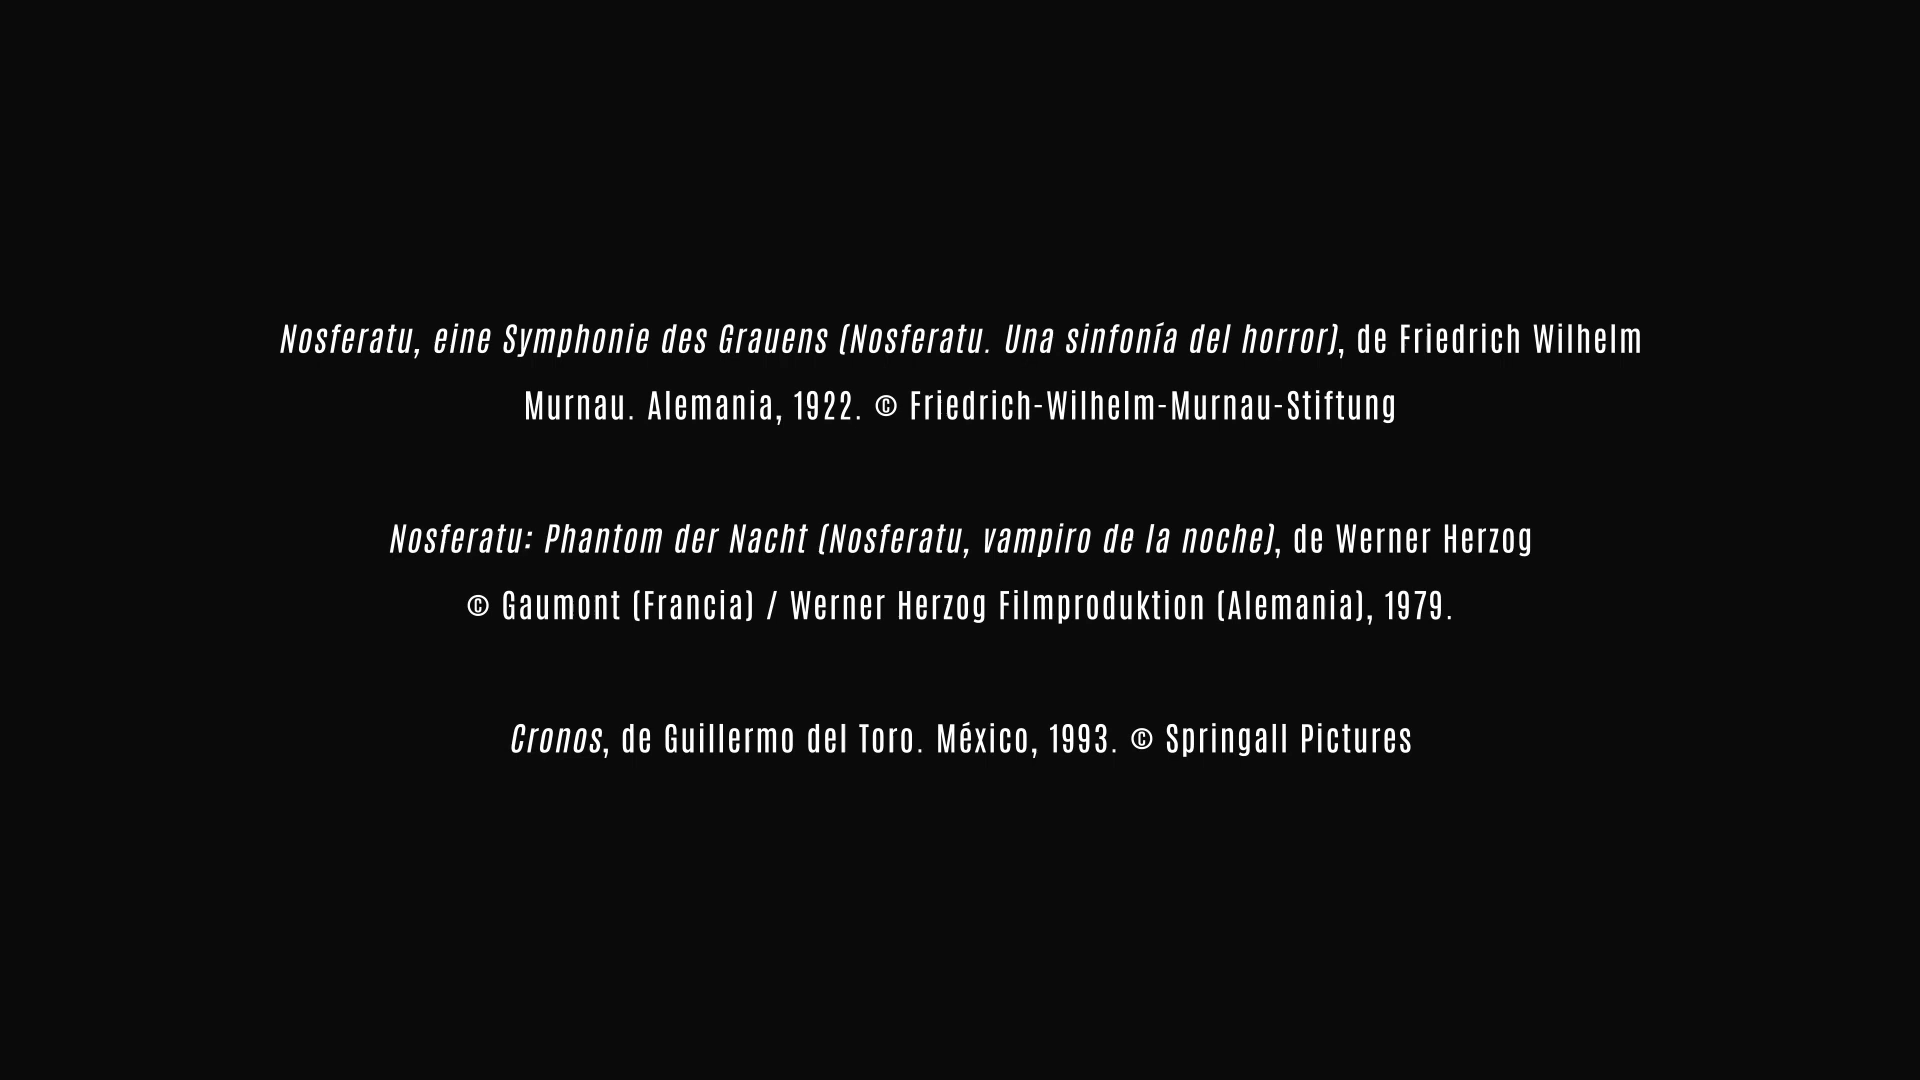 Nosferatu, eine Symphonie des Grauens (Nosferatu. Una sinfonía del horror), de Friedrich Wilhelm
Murnau. Alemania, 1922. © Friedrich-Wilhelm-Murnau-Stiftung
Nosferatu: Phantom der Nacht (Nosferatu, vampiro de la noche), de Werner Herzog
© Gaumont (Francia) / Werner Herzog Filmproduktion (Alemania), 1979.
Cronos, de Guillermo del Toro. México, 1993. © Springall Pictures